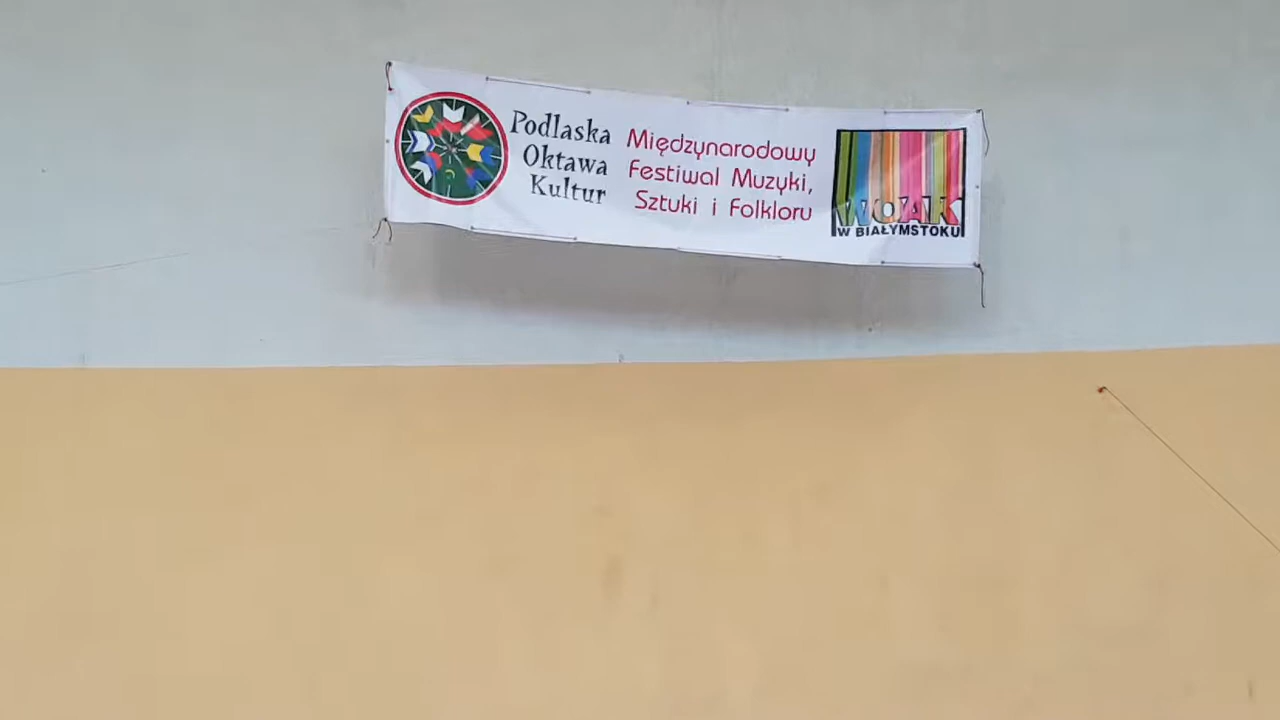 Podlaska
Oktawa
Kultur
Międzynarodowy
Festiwal Muzyki,
Sztuki i Folkloru
WOAK
W BIAŁYMSTOKU